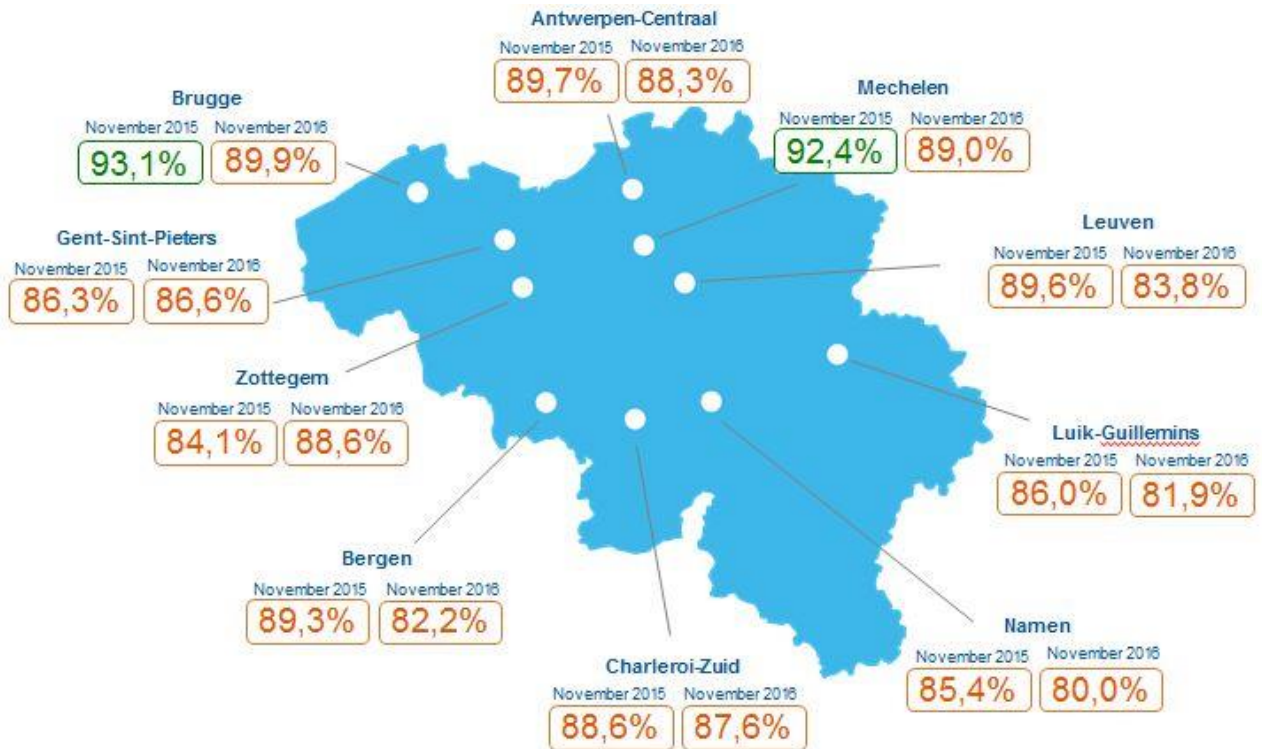 Antwerpen-Centraal
November 2015 November 2016
89,7% 88,3%
Brugge
November 2015 November 2016
93,1% 89,9%
Mechelen
November 2015 November 2016
92,4% 89,0%
Gent-Sint-Pieters
November 2015 November 2016
86,3% 86,6%
Leuven
November 2015 November 2016
89,6% 83,8%
Zottegem
November 2015 November 2016
84,1% 88,6%
Luik-Guillemins
November 2015 November 2016
86,0% 81,9%
Bergen
November 2015 November 2016
89,3% 82,2%
Namen
November 2015 November 2016
85,4% 80,0%
Charleroi-Zuid
November 2015 November 2016
88,6% 87,6%